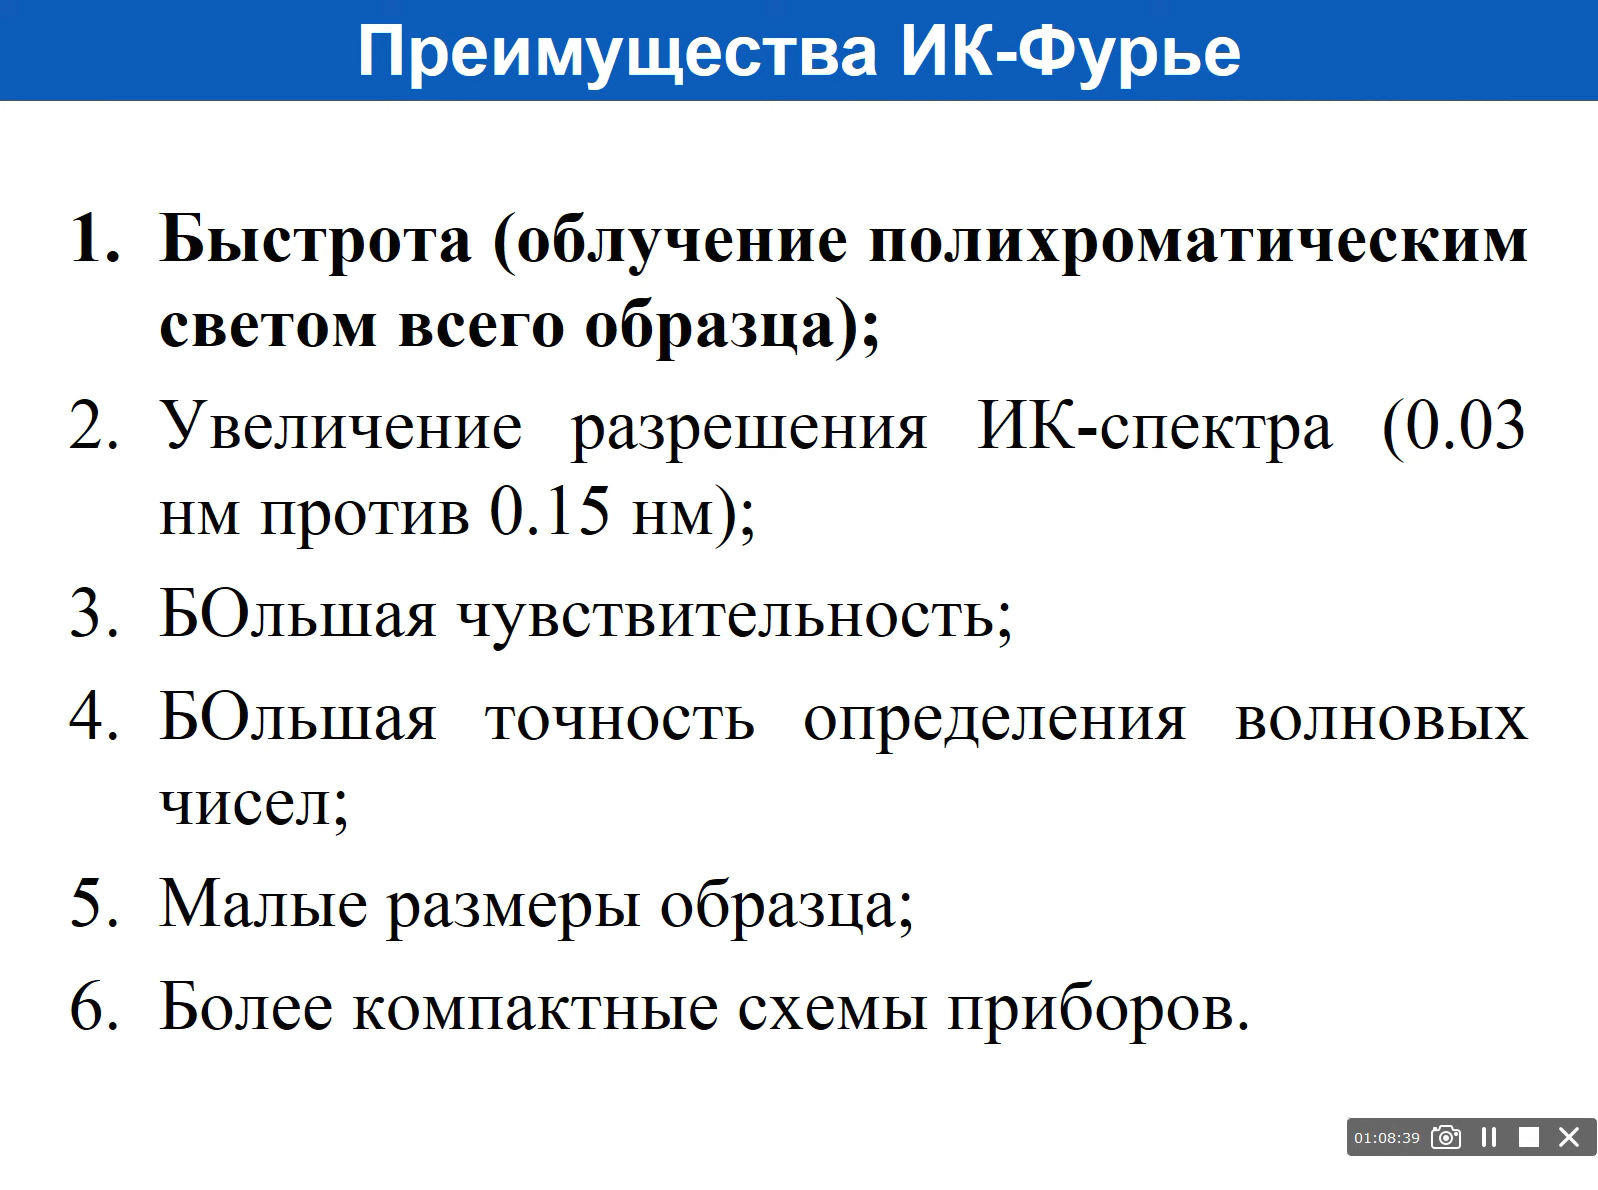 Преимущества ИК-Фурье
1. Быстрота (облучение полихроматическим
светом всего образца);
2. Увеличение разрешения ИК-спектра (0.03
нм против 0.15 нм);
3. БОльшая чувствительность;
4. БОльшая точность определения волновых
чисел;
5. Малые размеры образца;
6. Более компактные схемы приборов.
01:08:39